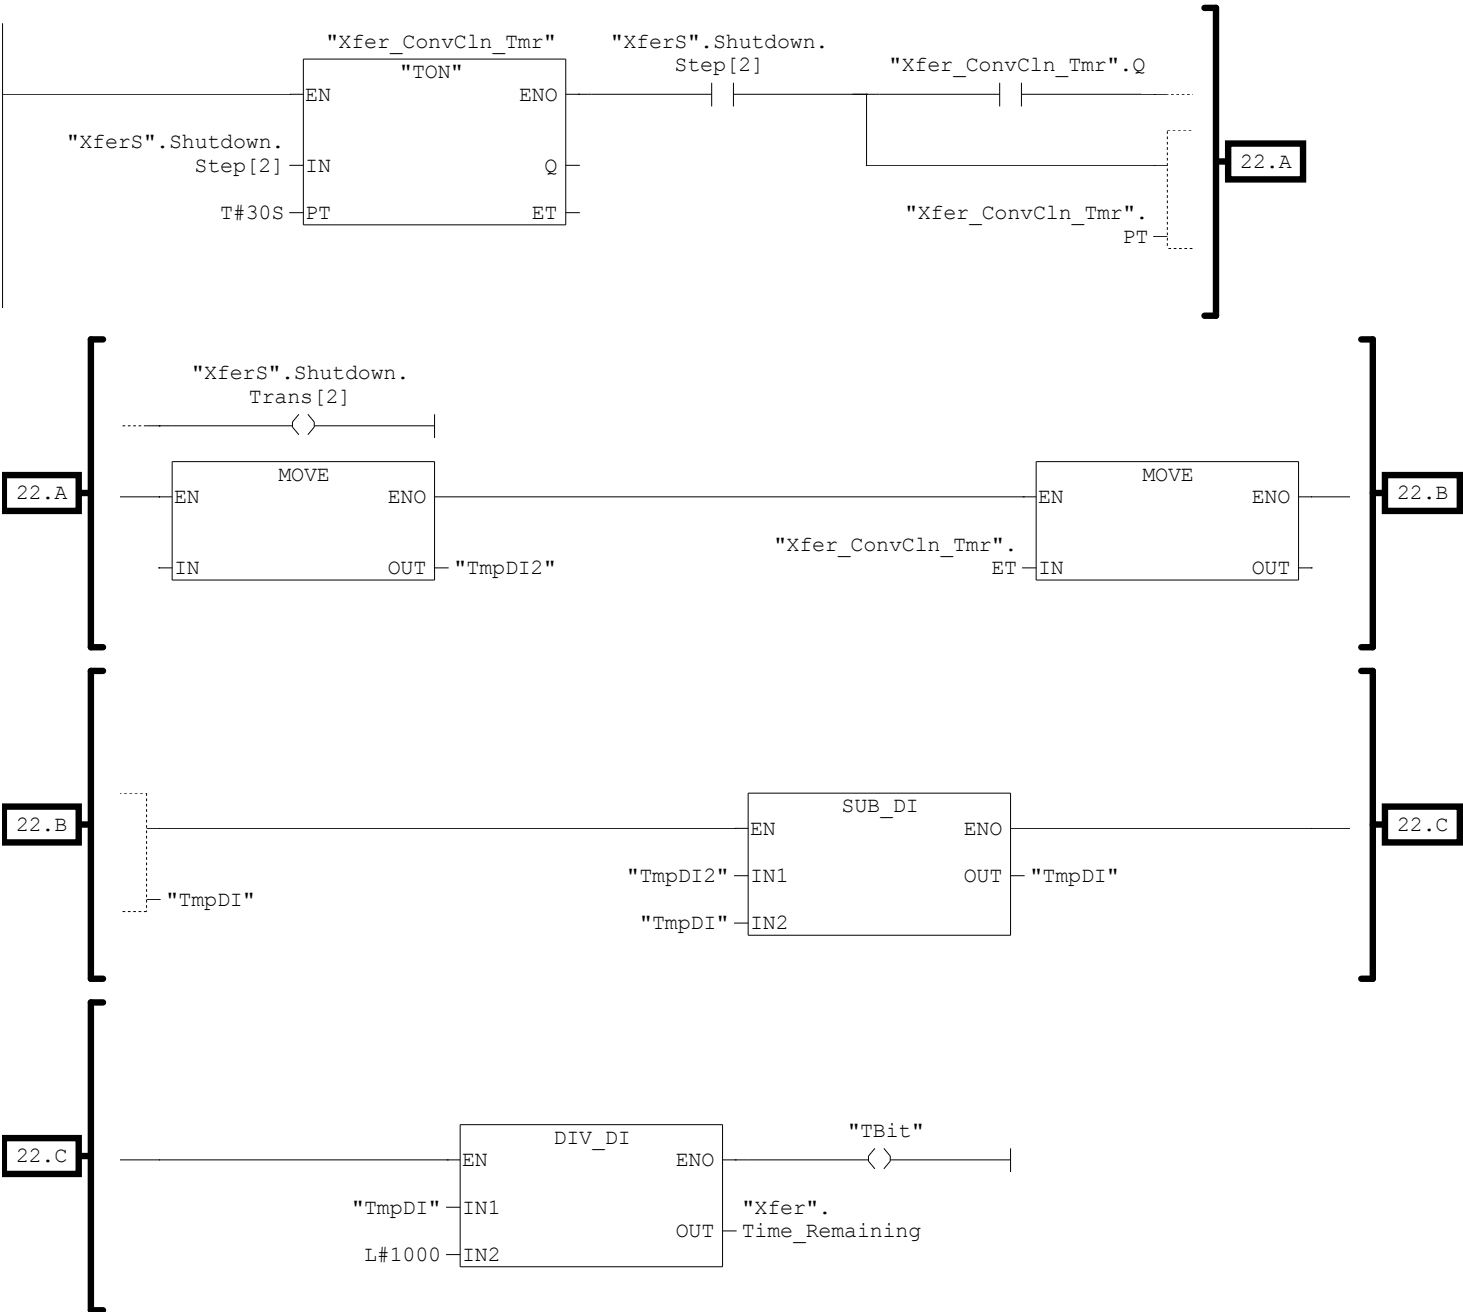 "Xfer_ConvCln_Tmr"
"TON"
EN
ENO
"XferS".Shutdown.
Step[2]
IN
Q
T#30S
PT
ET
"XferS".Shutdown.
Step[2]
"Xfer_ConvCln_Tmr".Q
"Xfer_ConvCln_Tmr".
PT
22.A
22.A
"XferS".Shutdown.
Trans[2]
MOVE
EN
ENO
IN
OUT
"TmpDI2"
MOVE
EN
ENO
"Xfer_ConvCln_Tmr".
ET
IN
OUT
22.B
22.B
"TmpDI"
SUB_DI
EN
ENO
"TmpDI2"
IN1
OUT
"TmpDI"
"TmpDI"
IN2
22.C
22.C
DIV_DI
EN
ENO
"TBit"
"TmpDI"
IN1
OUT
"Xfer".
Time_Remaining
L#1000
IN2